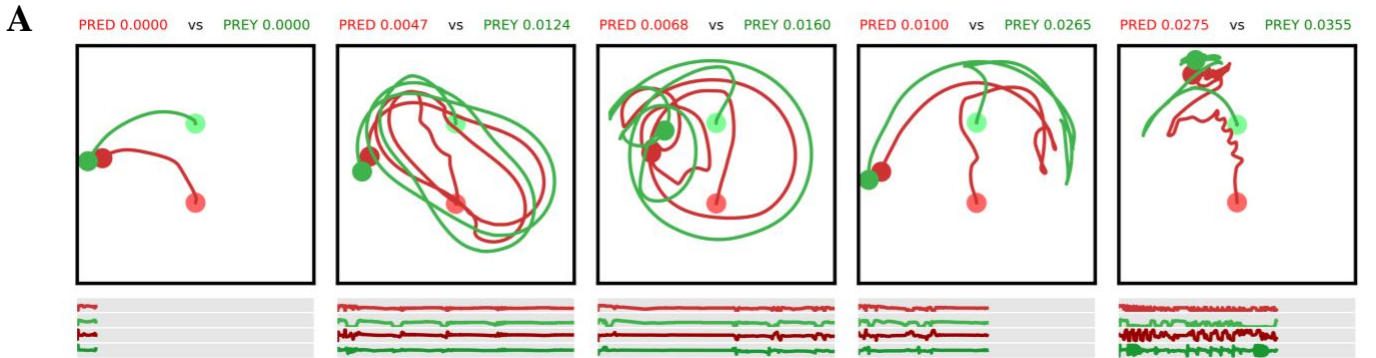 A
PRED 0.0000 vs PREY 0.0000
PRED 0.0047 vs PREY 0.0124
PRED 0.0068 vs PREY 0.0160
PRED 0.0100 vs PREY 0.0265
PRED 0.0275 vs PREY 0.0355